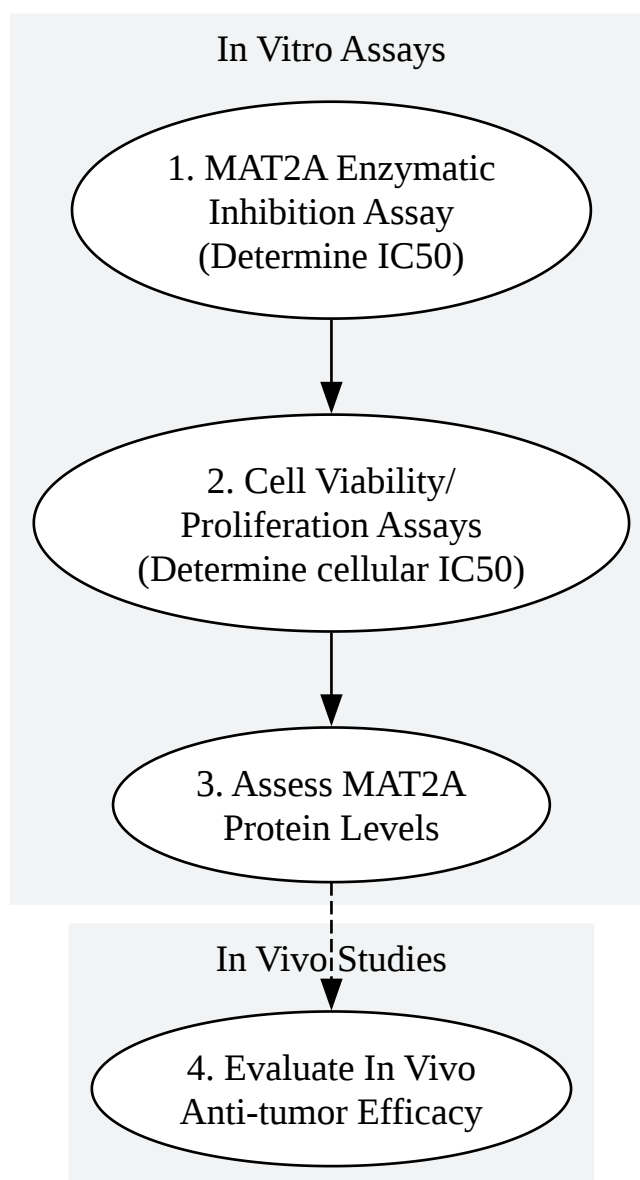 In Vitro Assays
1. MAT2A Enzymatic
Inhibition Assay
(Determine IC50)
2. Cell Viability/
Proliferation Assays
(Determine cellular IC50)
3. Assess MAT2A
Protein Levels
In Vivo Studies
4. Evaluate In Vivo
Anti-tumor Efficacy